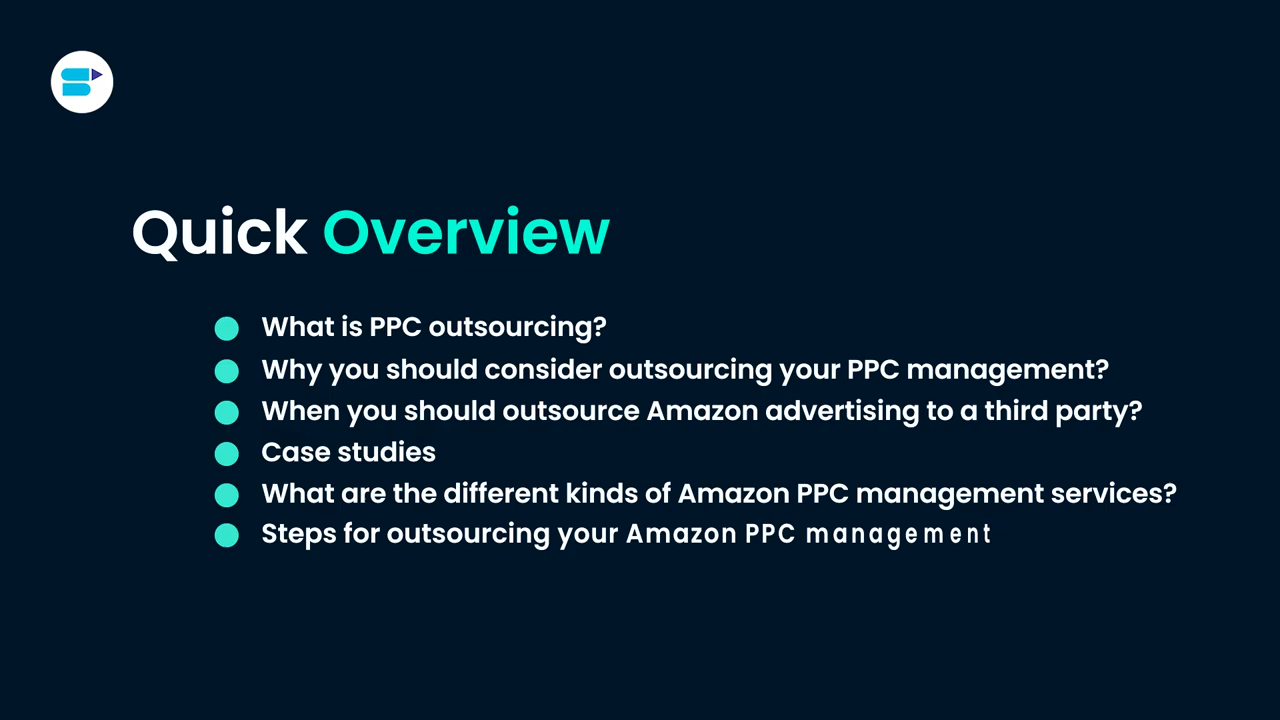 Quick Overview
What is PPC outsourcing?
Why you should consider outsourcing your PPC management?
When you should outsource Amazon advertising to a third party?
Case studies
What are the different kinds of Amazon PPC management services?
Steps for outsourcing your Amazon PPC management